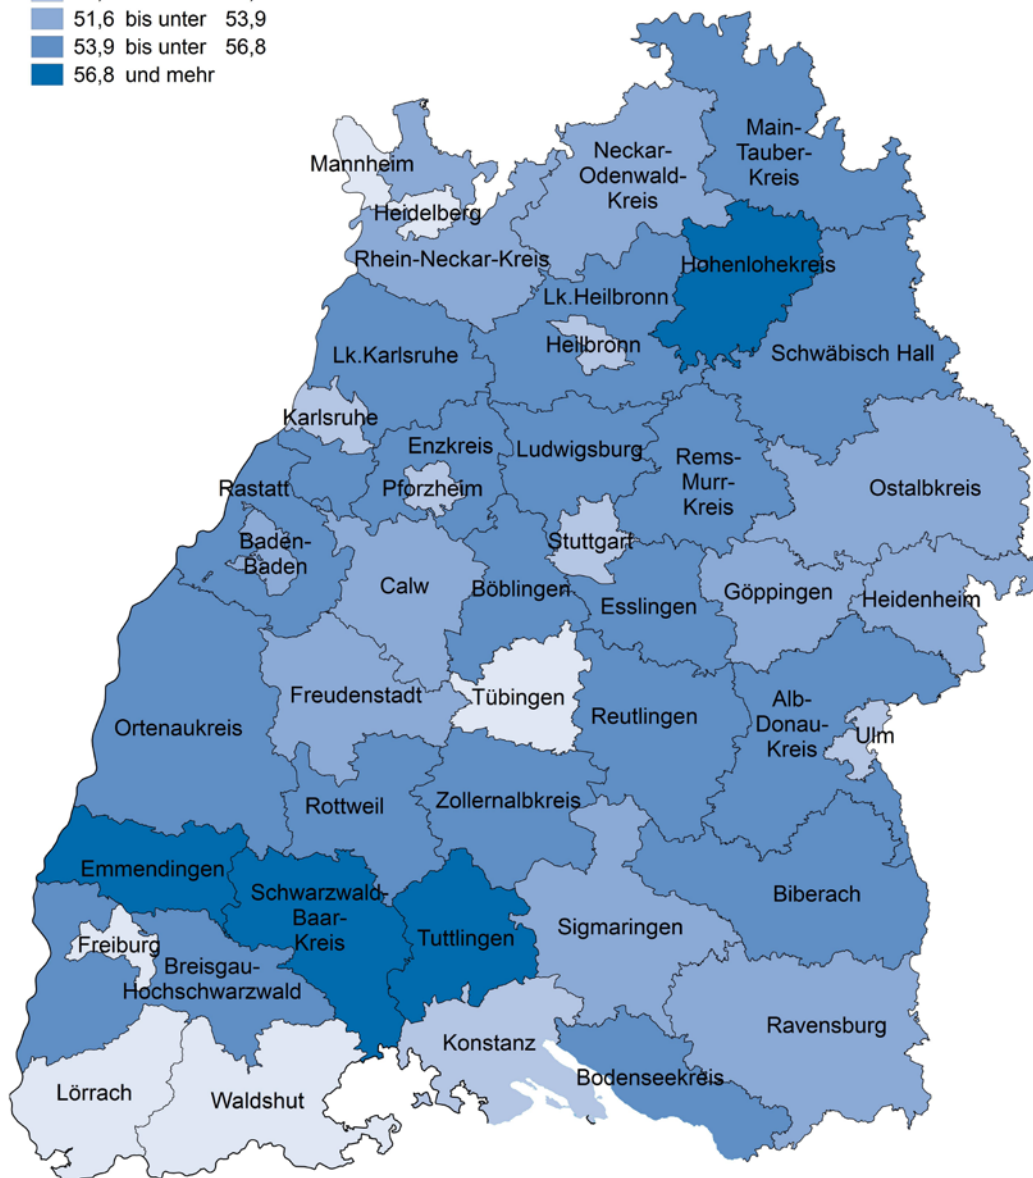 51,6 bis unter 53,9
53,9 bis unter 56,8
56,8 und mehr
Main-
Tauber-
Kreis
Neckar-
Odenwald-
Kreis
Mannheim
Heidelberg
Rhein-Neckar-Kreis
Hohenlohekreis
Lk.Heilbronn
Heilbronn
Schwäbisch Hall
Lk.Karlsruhe
Karlsruhe
Enzkreis
Ludwigsburg
Rems-
Murr-
Kreis
Ostalbkreis
Rastatt
Pforzheim
Baden-
Baden
Stuttgart
Calw
Böblingen
Esslingen
Göppingen
Heidenheim
Freudenstadt
Tübingen
Reutlingen
Alb-
Donau-
Kreis
Ulm
Ortenaukreis
Rottweil
Zollernalbkreis
Emmendingen
Schwarzwald-
Baar-
Kreis
Tuttlingen
Sigmaringen
Biberach
Freiburg
Breisgau-
Hochschwarzwald
Konstanz
Ravensburg
Bodenseekreis
Lörrach
Waldshut